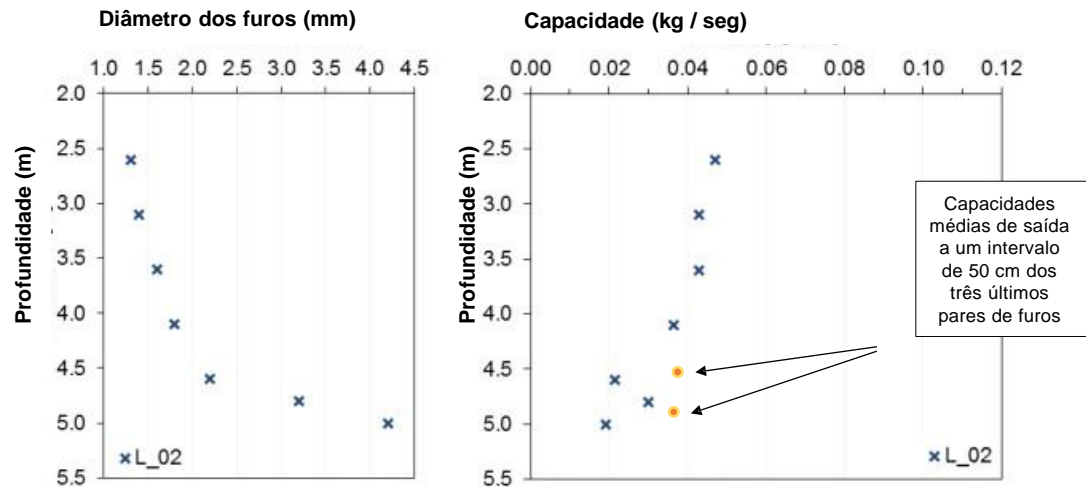 Diâmetro dos furos (mm)
1.0 1.5 2.0 2.5 3.0 3.5 4.0 4.5
Profundidade (m)
2.0
2.5
3.0
3.5
4.0
4.5
5.0
5.5
L_02
Capacidade (kg / seg)
0.00 0.02 0.04 0.06 0.08 0.10 0.12
Profundidade (m)
2.0
2.5
3.0
3.5
4.0
4.5
5.0
5.5
Capacidades
médias de saída
a um intervalo
de 50 cm dos
três últimos
pares de furos
L_02